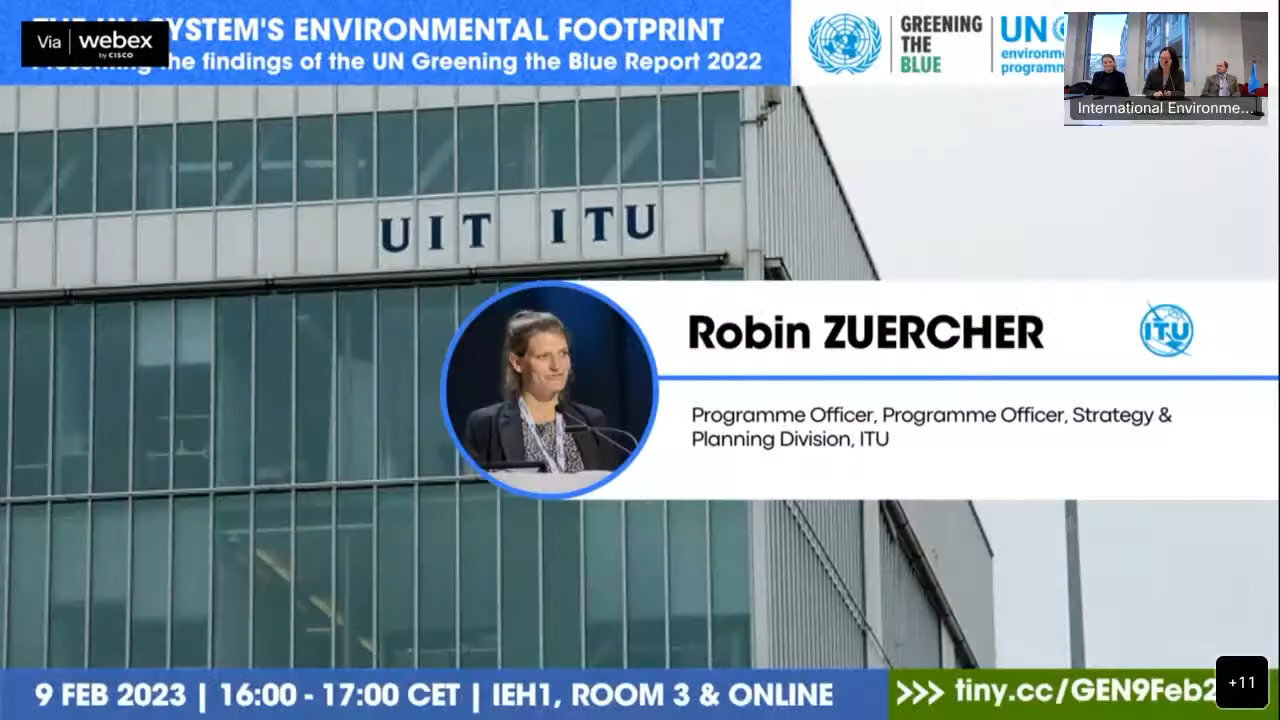 SYSTEM'S ENVIRONMENTAL FOOTPRINT
the findings of the UN Greening the Blue Report 2022
Via webex
by CISCO
GREENING
THE
BLUE
UN
International Environme...
UIT ITU
Robin ZUERCHER
ITU
Programme Officer, Programme Officer, Strategy &
Planning Division, ITU
9 FEB 2023 | 16:00 - 17:00 CET | IEH1, ROOM 3 & ONLINE
>>> tiny.cc/GEN9Feb2
+11